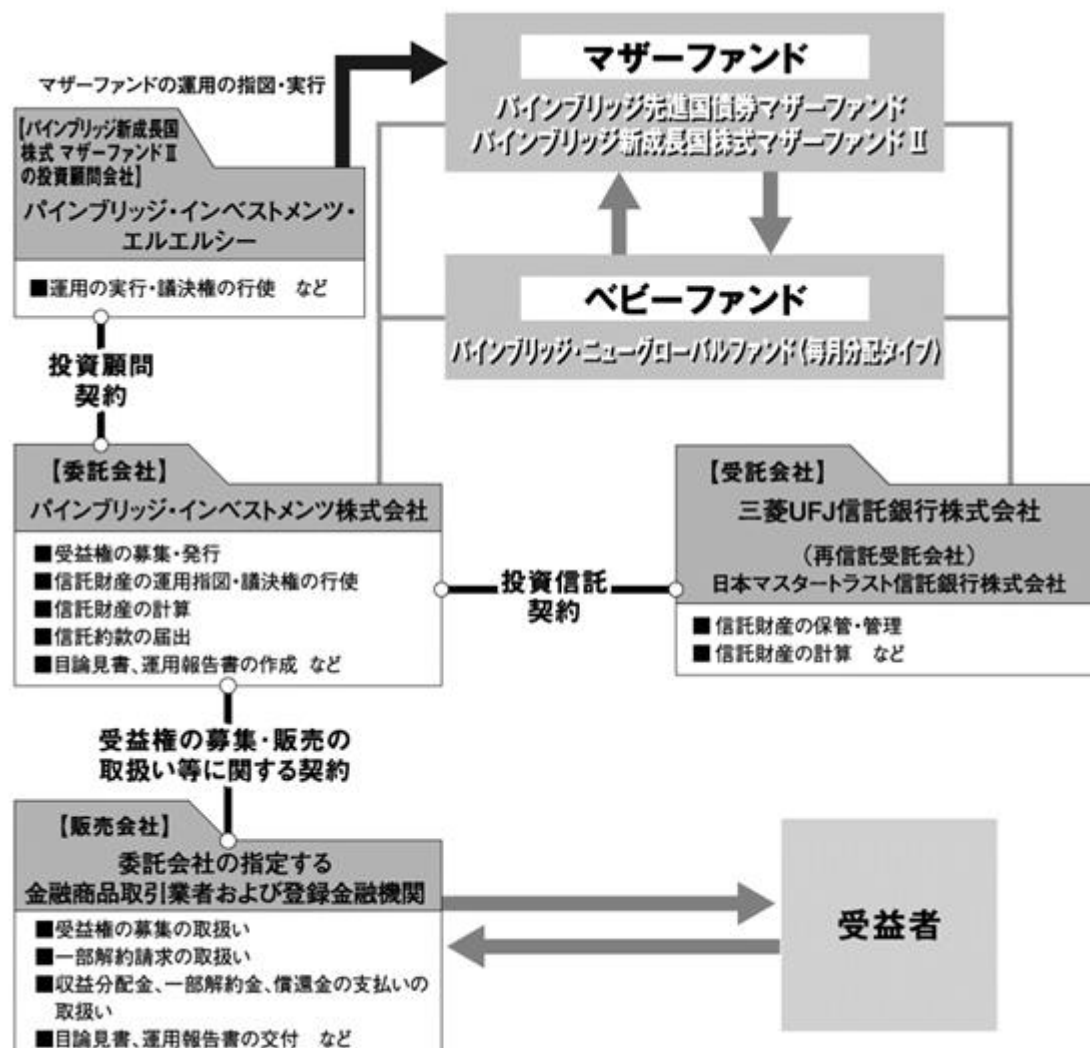 マザーファンド
パインブリッジ先進国債券マザーファンド
パインブリッジ新成長国株式マザーファンドⅡ
マザーファンドの運用の指図・実行
【パインブリッジ新成長国
株式 マザーファンドⅡ
の投資顧問会社】
パインブリッジ・インベストメンツ・
エルエルシー
■運用の実行・議決権の行使 など
ベビーファンド
パインブリッジ・ニューグローバルファンド(毎月分配タイプ)
投資顧問
契約
【委託会社】
パインブリッジ・インベストメンツ株式会社
■受益権の募集・発行
■信託財産の運用指図・議決権の行使
■信託財産の計算
■信託約款の届出
■目論見書、運用報告書の作成 など
投資信託
契約
【受託会社】
三菱UFJ信託銀行株式会社
(再信託受託会社)
日本マスタートラスト信託銀行株式会社
■信託財産の保管・管理
■信託財産の計算 など
受益権の募集・販売の
取扱い等に関する契約
【販売会社】
委託会社の指定する
金融商品取引業者および登録金融機関
■受益権の募集の取扱い
■一部解約請求の取扱い
■収益分配金、一部解約金、償還金の支払いの
取扱い
■目論見書、運用報告書の交付 など
受益者